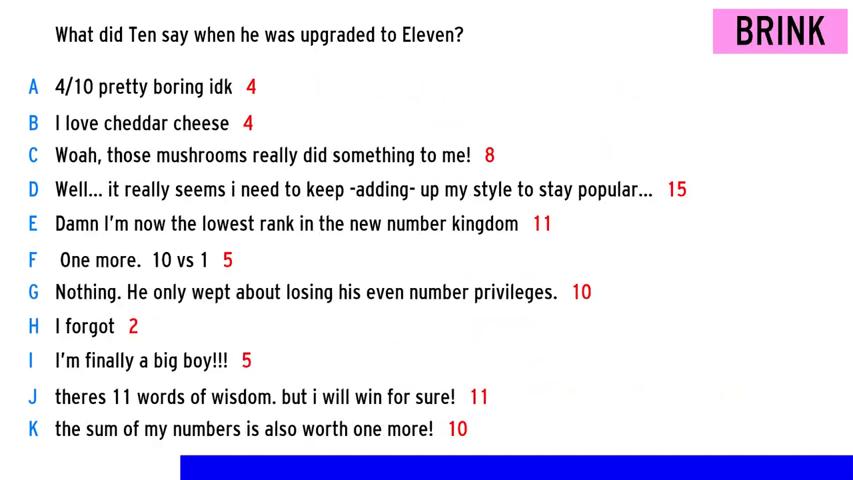 What did Ten say when he was upgraded to Eleven?
BRINK
A 4/10 pretty boring idk 4
B I love cheddar cheese 4
C Woah, those mushrooms really did something to me! 8
D Well... it really seems i need to keep -adding- up my style to stay popular... 15
E Damn I'm now the lowest rank in the new number kingdom 11
F One more. 10 vs 1 5
G Nothing. He only wept about losing his even number privileges. 10
H I forgot 2
I I'm finally a big boy!!! 5
J theres 11 words of wisdom. but i will win for sure! 11
K the sum of my numbers is also worth one more! 10